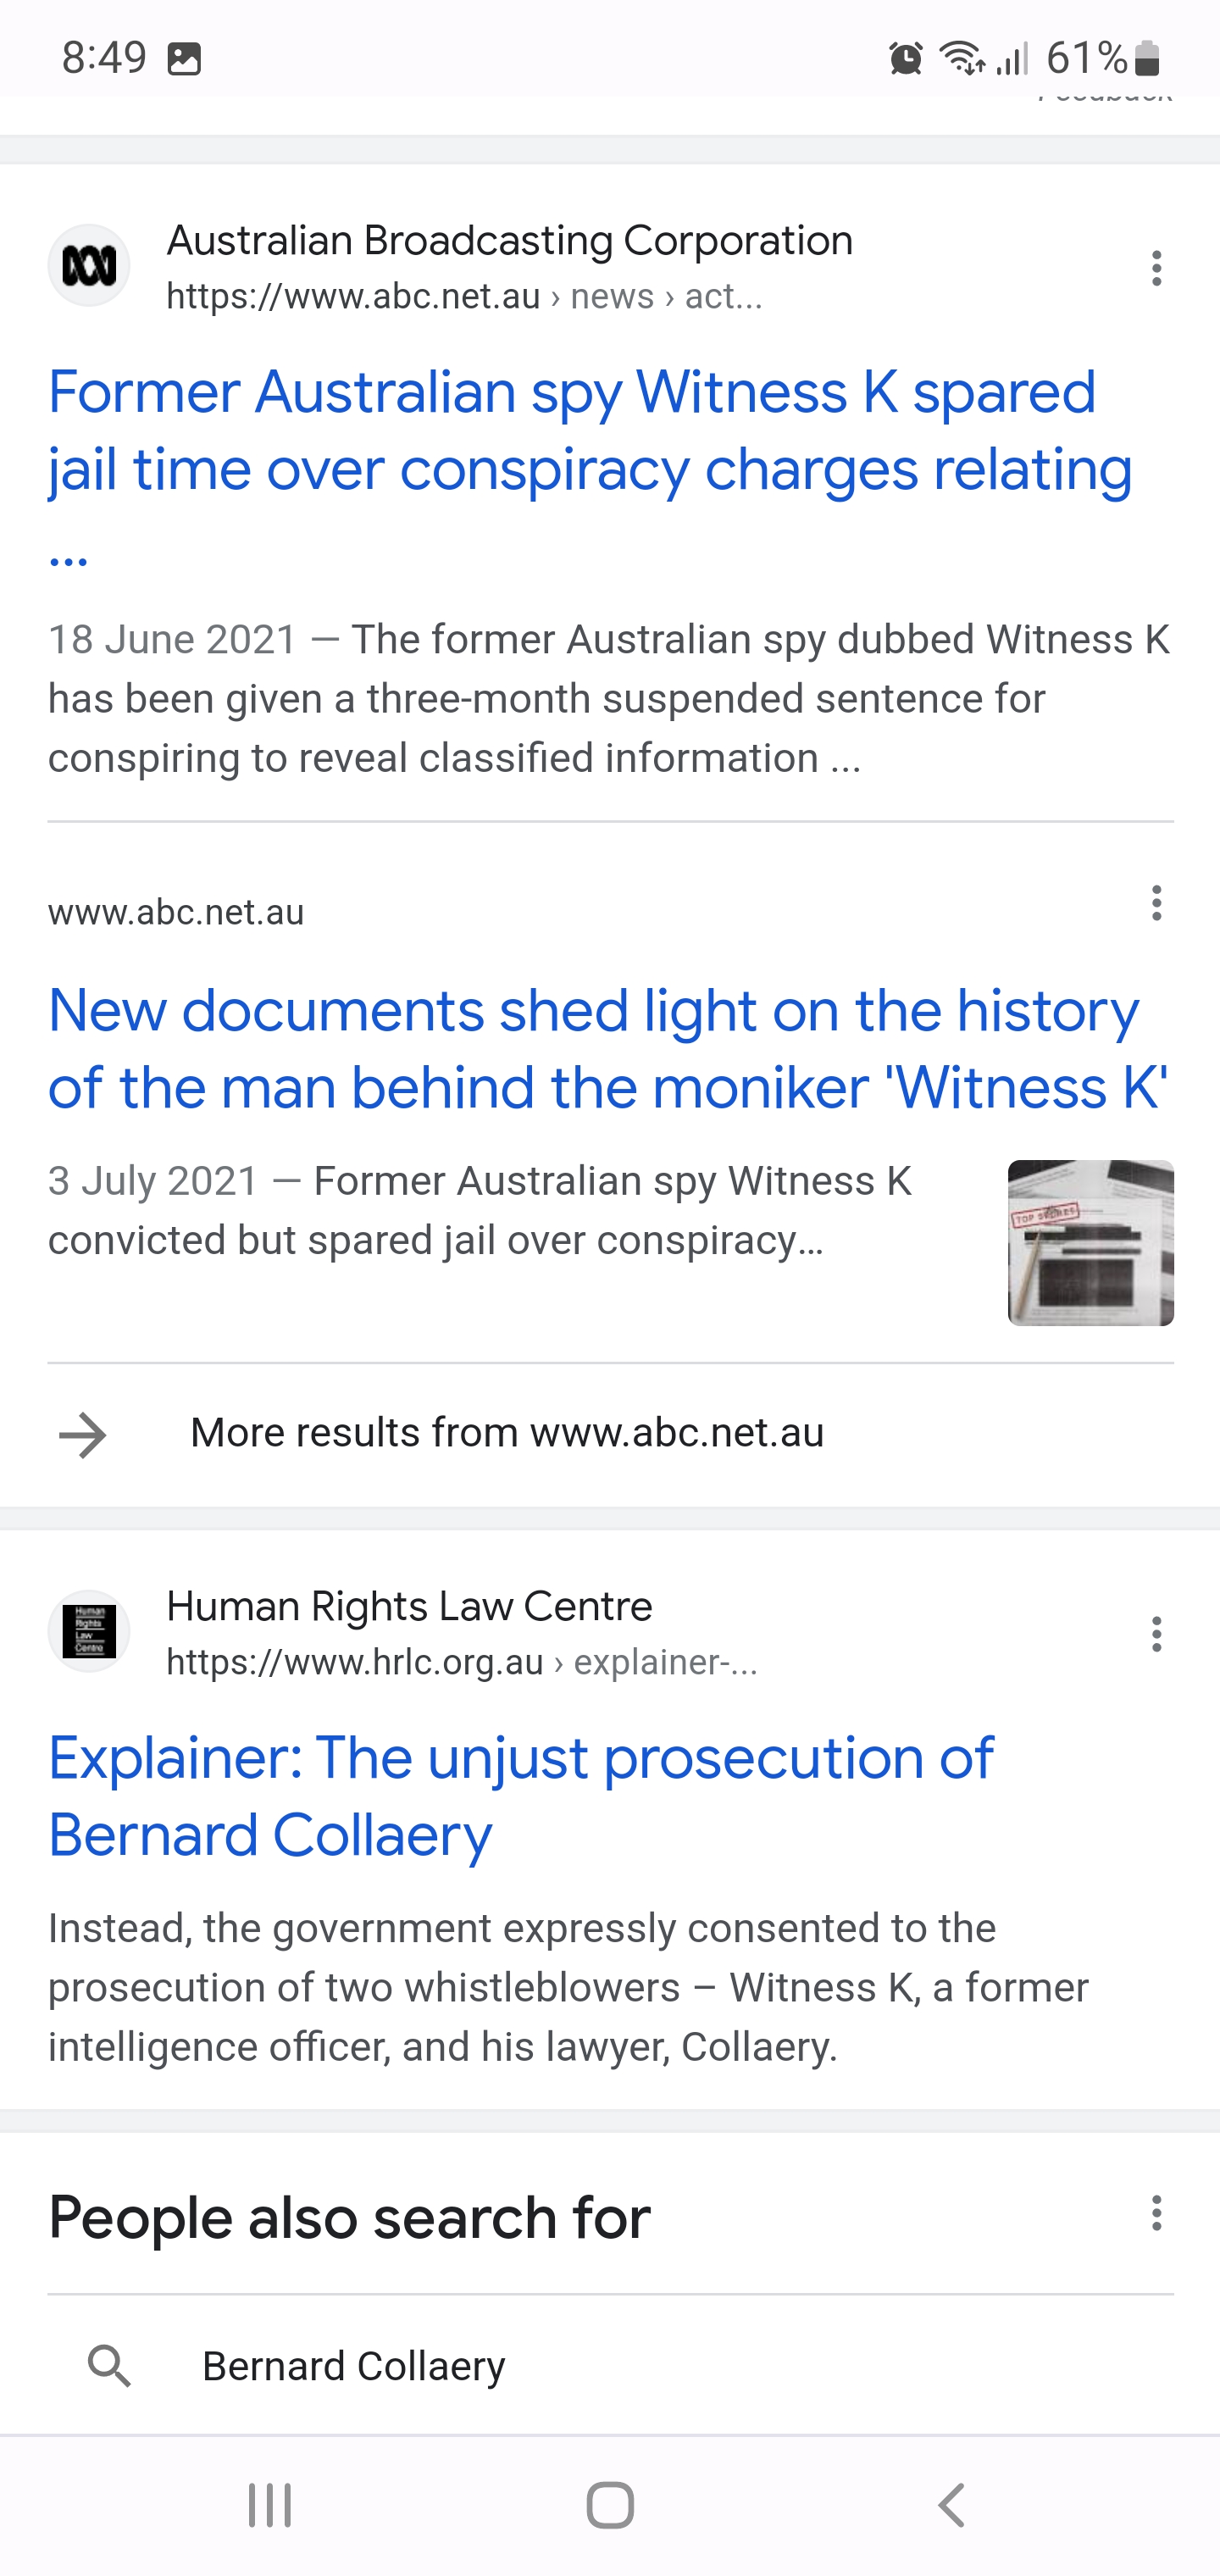 8:49
61%
Feedback
Australian Broadcasting Corporation
https://www.abc.net.au › news › act...
Former Australian spy Witness K spared
jail time over conspiracy charges relating
...
18 June 2021 — The former Australian spy dubbed Witness K
has been given a three-month suspended sentence for
conspiring to reveal classified information ...
www.abc.net.au
New documents shed light on the history
of the man behind the moniker 'Witness K'
3 July 2021 — Former Australian spy Witness K
convicted but spared jail over conspiracy...
TOP SECRET
More results from www.abc.net.au
Human
Rights
Law
Centre
Human Rights Law Centre
https://www.hrlc.org.au › explainer-...
Explainer: The unjust prosecution of
Bernard Collaery
Instead, the government expressly consented to the
prosecution of two whistleblowers – Witness K, a former
intelligence officer, and his lawyer, Collaery.
People also search for
Bernard Collaery